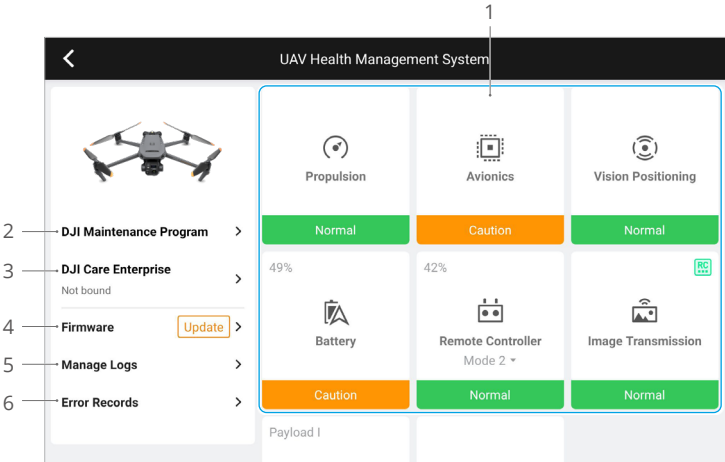 1
UAV Health Management System
Propulsion
Avionics
Vision Positioning
2
DJI Maintenance Program
Normal
Caution
Normal
3
DJI Care Enterprise
Not bound
49%
42%
RC
4
Firmware
Update
Battery
Remote Controller
Mode 2
Image Transmission
5
Manage Logs
6
Error Records
Caution
Normal
Normal
Payload I